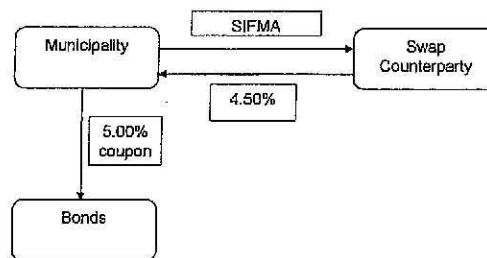 Municipality
SIFMA
Swap
Counterparty
4.50%
5.00%
coupon
Bonds